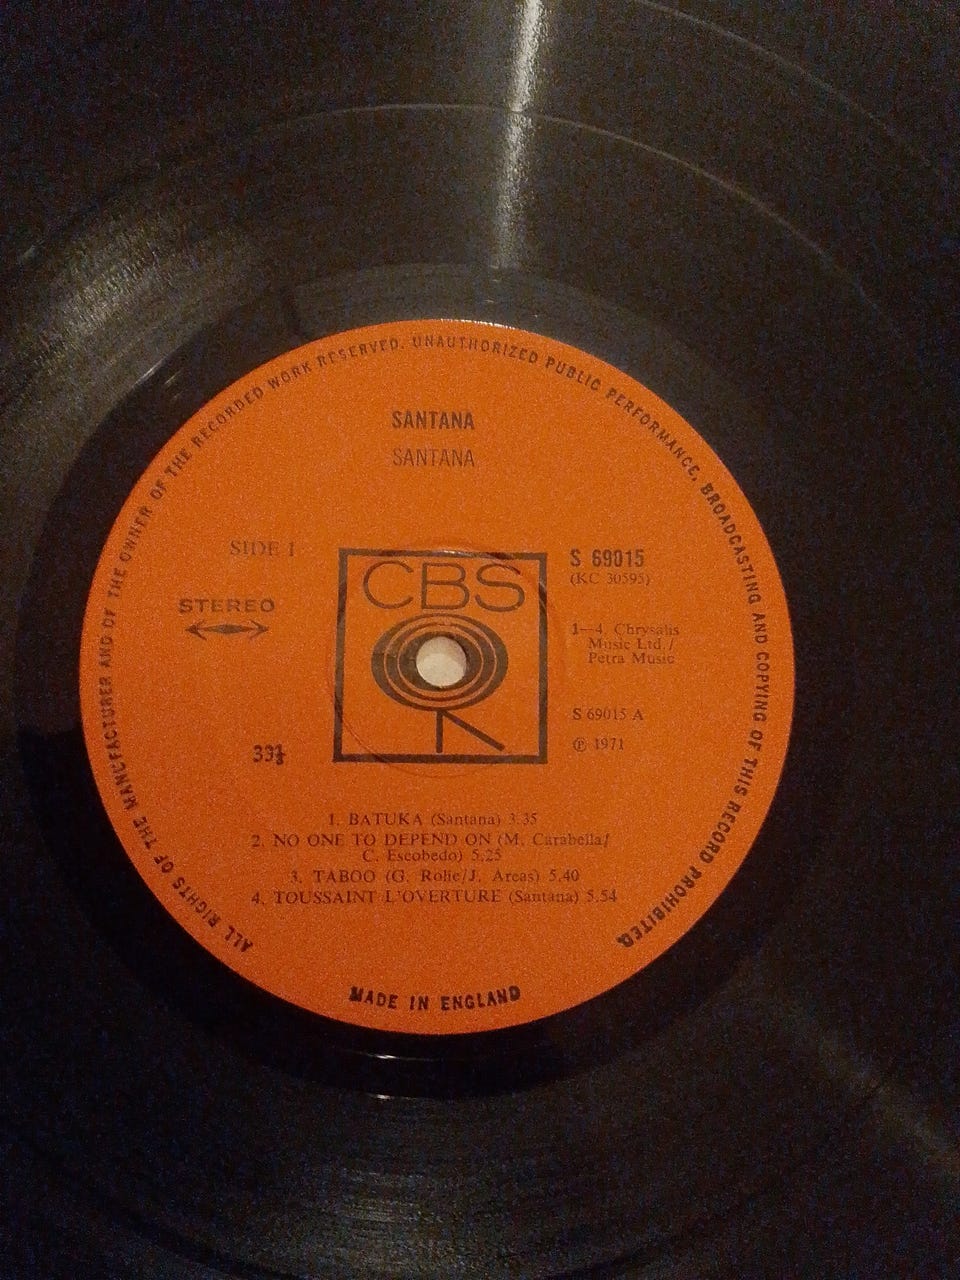 ALL RIGHTS OF THE MANUFACTURER AND OF THE OWNER OF THE RECORDED WORK RESERVED. UNAUTHORIZED PUBLIC PERFORMANCE, BROADCASTING AND COPYING OF THIS RECORD PROHIBITED.
SANTANA
SANTANA
SIDE 1
STEREO
33⅓
CBS
S 69015
(KC 30595)
1—4. Chrysalis
Music Ltd./
Petra Music
S 69015 A
℗ 1971
1. BATUKA (Santana) 3.35
2. NO ONE TO DEPEND ON (M. Carabella/
C. Escobedo) 5.25
3. TABOO (G. Rolie/J. Areas) 5.40
4. TOUSSAINT L'OVERTURE (Santana) 5.54
MADE IN ENGLAND